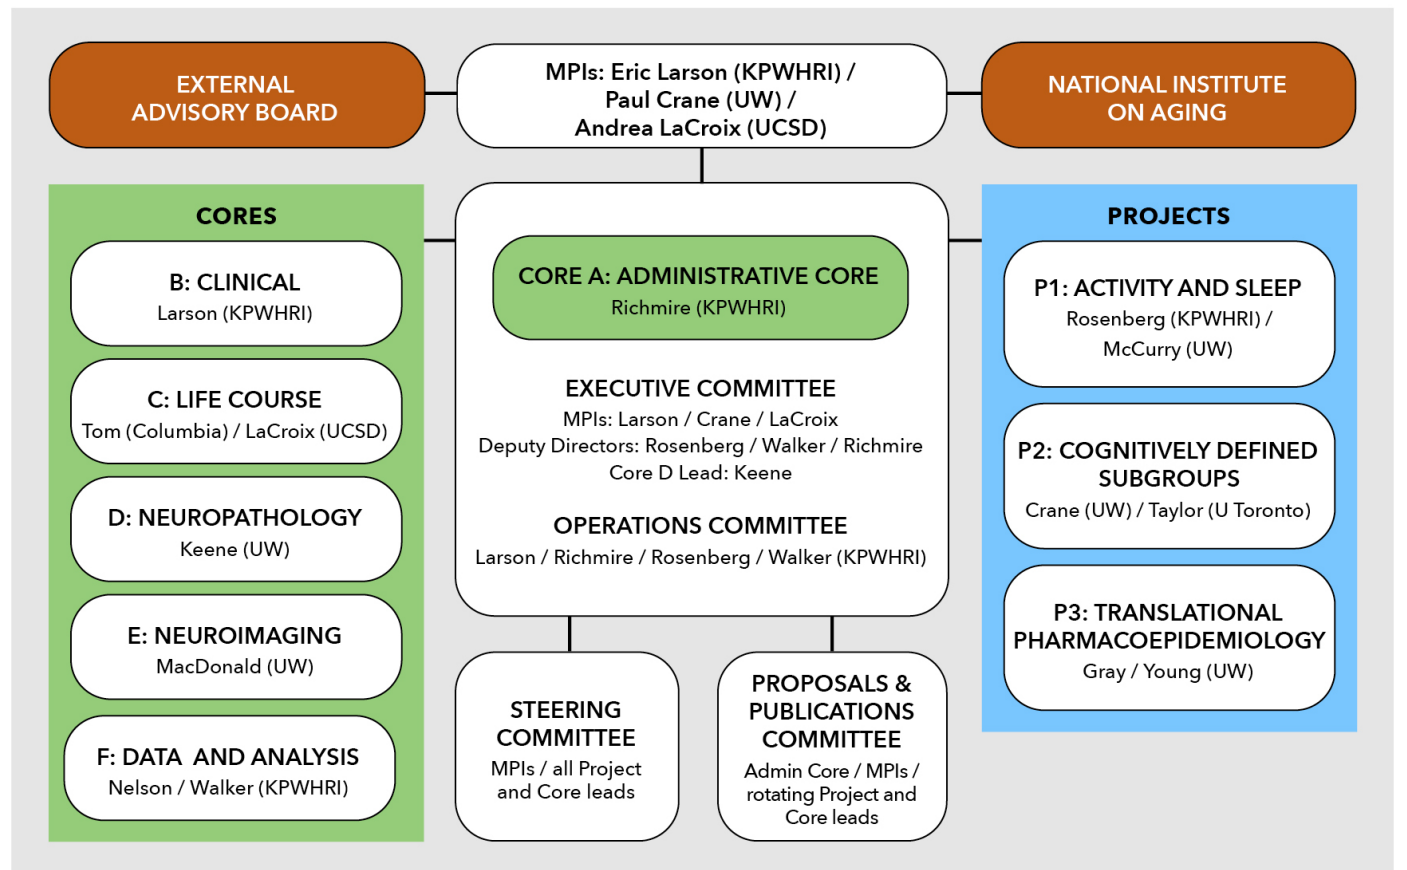 EXTERNAL
ADVISORY BOARD
MPIs: Eric Larson (KPWHRI) /
Paul Crane (UW) /
Andrea LaCroix (UCSD)
NATIONAL INSTITUTE
ON AGING
CORES
B: CLINICAL
Larson (KPWHRI)
C: LIFE COURSE
Tom (Columbia) / LaCroix (UCSD)
D: NEUROPATHOLOGY
Keene (UW)
E: NEUROIMAGING
MacDonald (UW)
F: DATA AND ANALYSIS
Nelson / Walker (KPWHRI)
CORE A: ADMINISTRATIVE CORE
Richmire (KPWHRI)
EXECUTIVE COMMITTEE
MPIs: Larson / Crane / LaCroix
Deputy Directors: Rosenberg / Walker / Richmire
Core D Lead: Keene
OPERATIONS COMMITTEE
Larson / Richmire / Rosenberg / Walker (KPWHRI)
STEERING
COMMITTEE
MPIs / all Project
and Core leads
PROPOSALS &
PUBLICATIONS
COMMITTEE
Admin Core / MPIs /
rotating Project and
Core leads
PROJECTS
P1: ACTIVITY AND SLEEP
Rosenberg (KPWHRI) /
McCurry (UW)
P2: COGNITIVELY DEFINED
SUBGROUPS
Crane (UW) / Taylor (U Toronto)
P3: TRANSLATIONAL
PHARMACOEPIDEMIOLOGY
Gray / Young (UW)